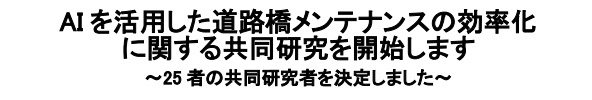 AIを活用した道路橋メンテナンスの効率化
に関する共同研究を開始します
～25者の共同研究者を決定しました～